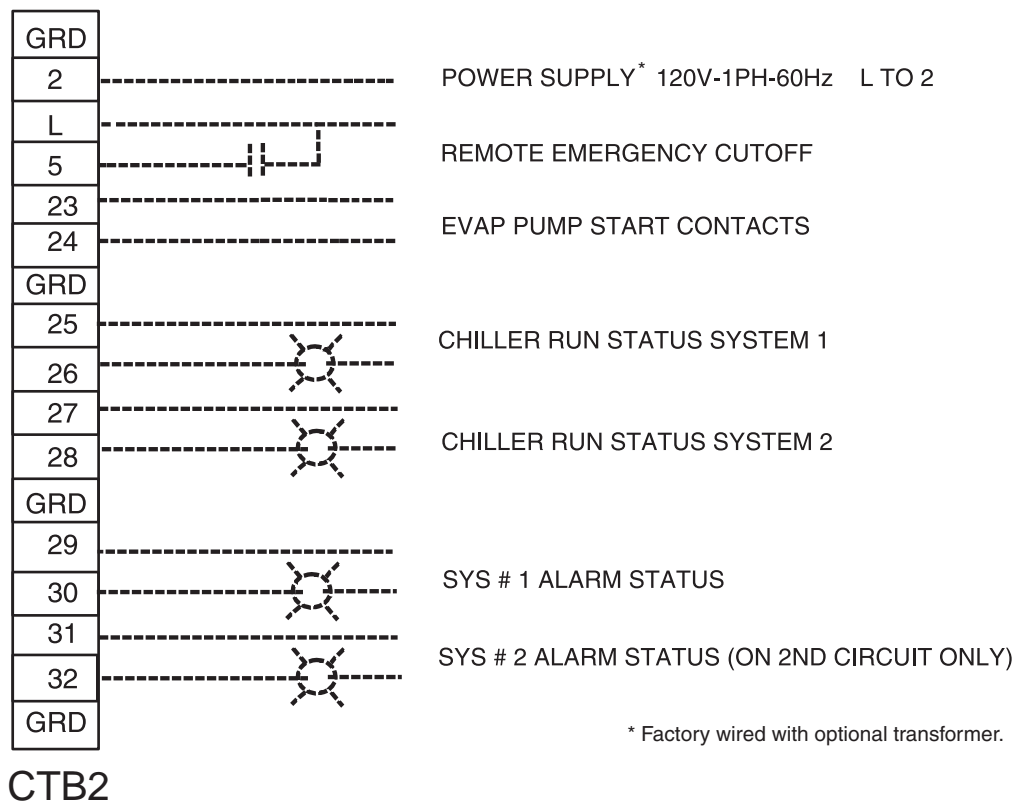 GRD
2 POWER SUPPLY* 120V-1PH-60Hz L TO 2
L
5 REMOTE EMERGENCY CUTOFF
23
24 EVAP PUMP START CONTACTS
GRD
25 CHILLER RUN STATUS SYSTEM 1
26
27
28 CHILLER RUN STATUS SYSTEM 2
GRD
29
30 SYS # 1 ALARM STATUS
31
32 SYS # 2 ALARM STATUS (ON 2ND CIRCUIT ONLY)
GRD
* Factory wired with optional transformer.
CTB2